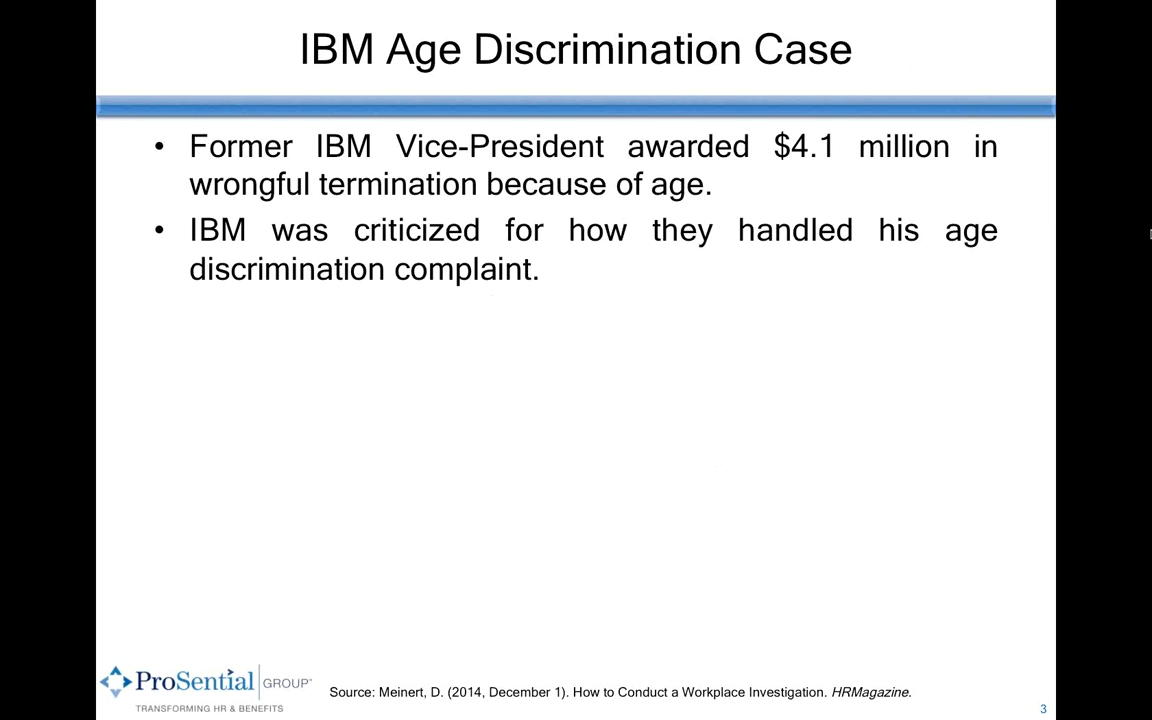 IBM Age Discrimination Case
• Former IBM Vice-President awarded $4.1 million in
wrongful termination because of age.
• IBM was criticized for how they handled his age
discrimination complaint.
ProSential GROUP™
TRANSFORMING HR & BENEFITS
Source: Meinert, D. (2014, December 1). How to Conduct a Workplace Investigation. HRMagazine.
3